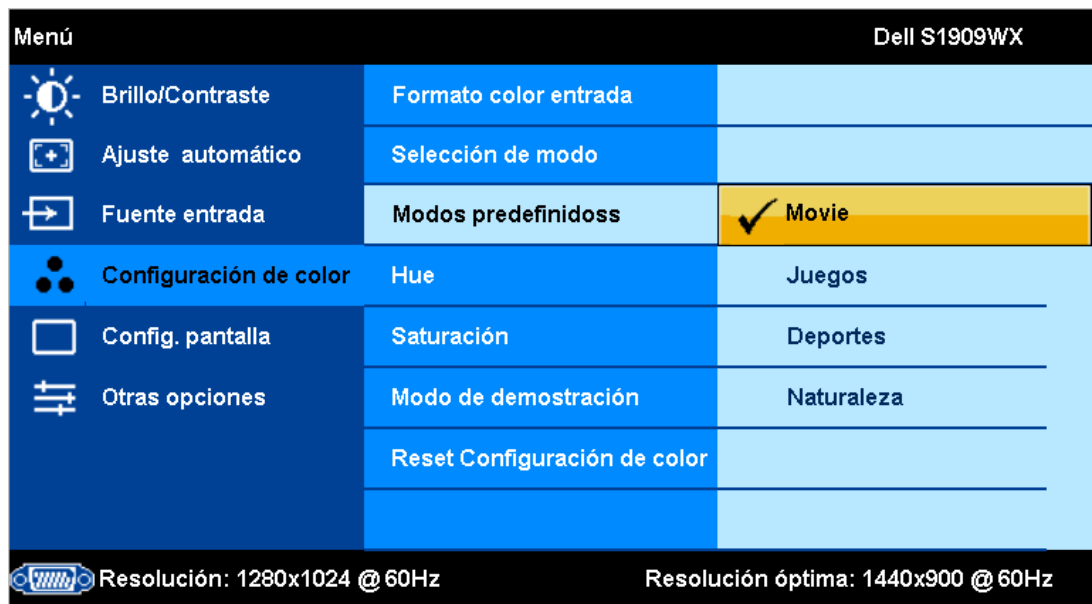 Menú Dell S1909WX
Brillo/Contraste Formato color entrada
Ajuste automático Selección de modo
Fuente entrada Modos predefinidoss Movie
Configuración de color Hue Juegos
Config. pantalla Saturación Deportes
Otras opciones Modo de demostración Naturaleza
Reset Configuración de color
Resolución: 1280x1024 @60Hz Resolución óptima: 1440x900 @60Hz